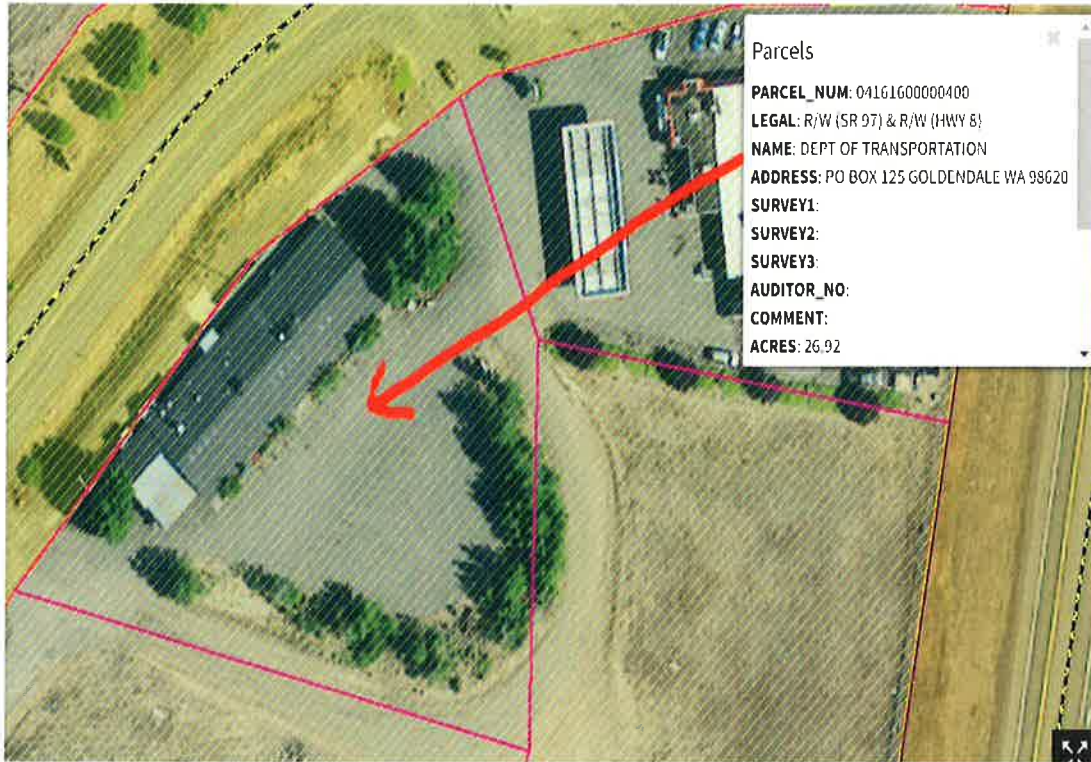 Parcels
PARCEL_NUM: 04161600000400
LEGAL: R/W (SR 97) & R/W (HWY 8)
NAME: DEPT OF TRANSPORTATION
ADDRESS: PO BOX 125 GOLDENDALE WA 98620
SURVEY1:
SURVEY2:
SURVEY3:
AUDITOR_NO:
COMMENT:
ACRES: 26.92